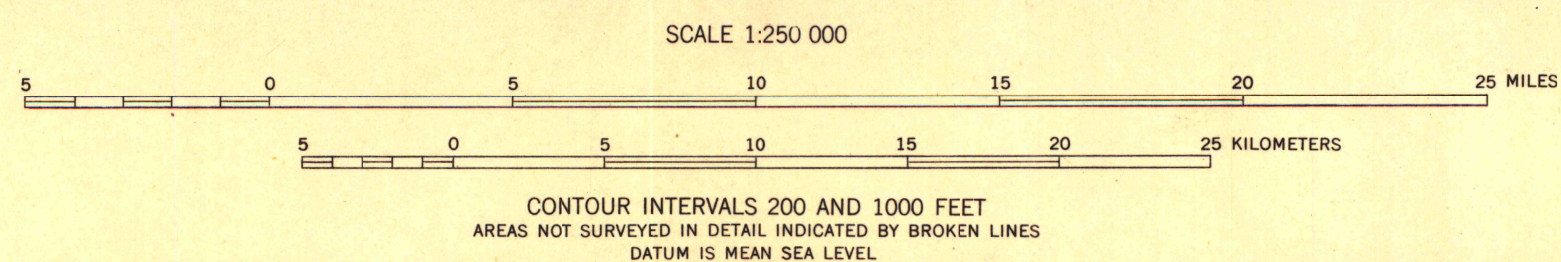 SCALE 1:250 000
5 0 5 10 15 20 25 MILES
5 0 5 10 15 20 25 KILOMETERS
CONTOUR INTERVALS 200 AND 1000 FEET
AREAS NOT SURVEYED IN DETAIL INDICATED BY BROKEN LINES
DATUM IS MEAN SEA LEVEL